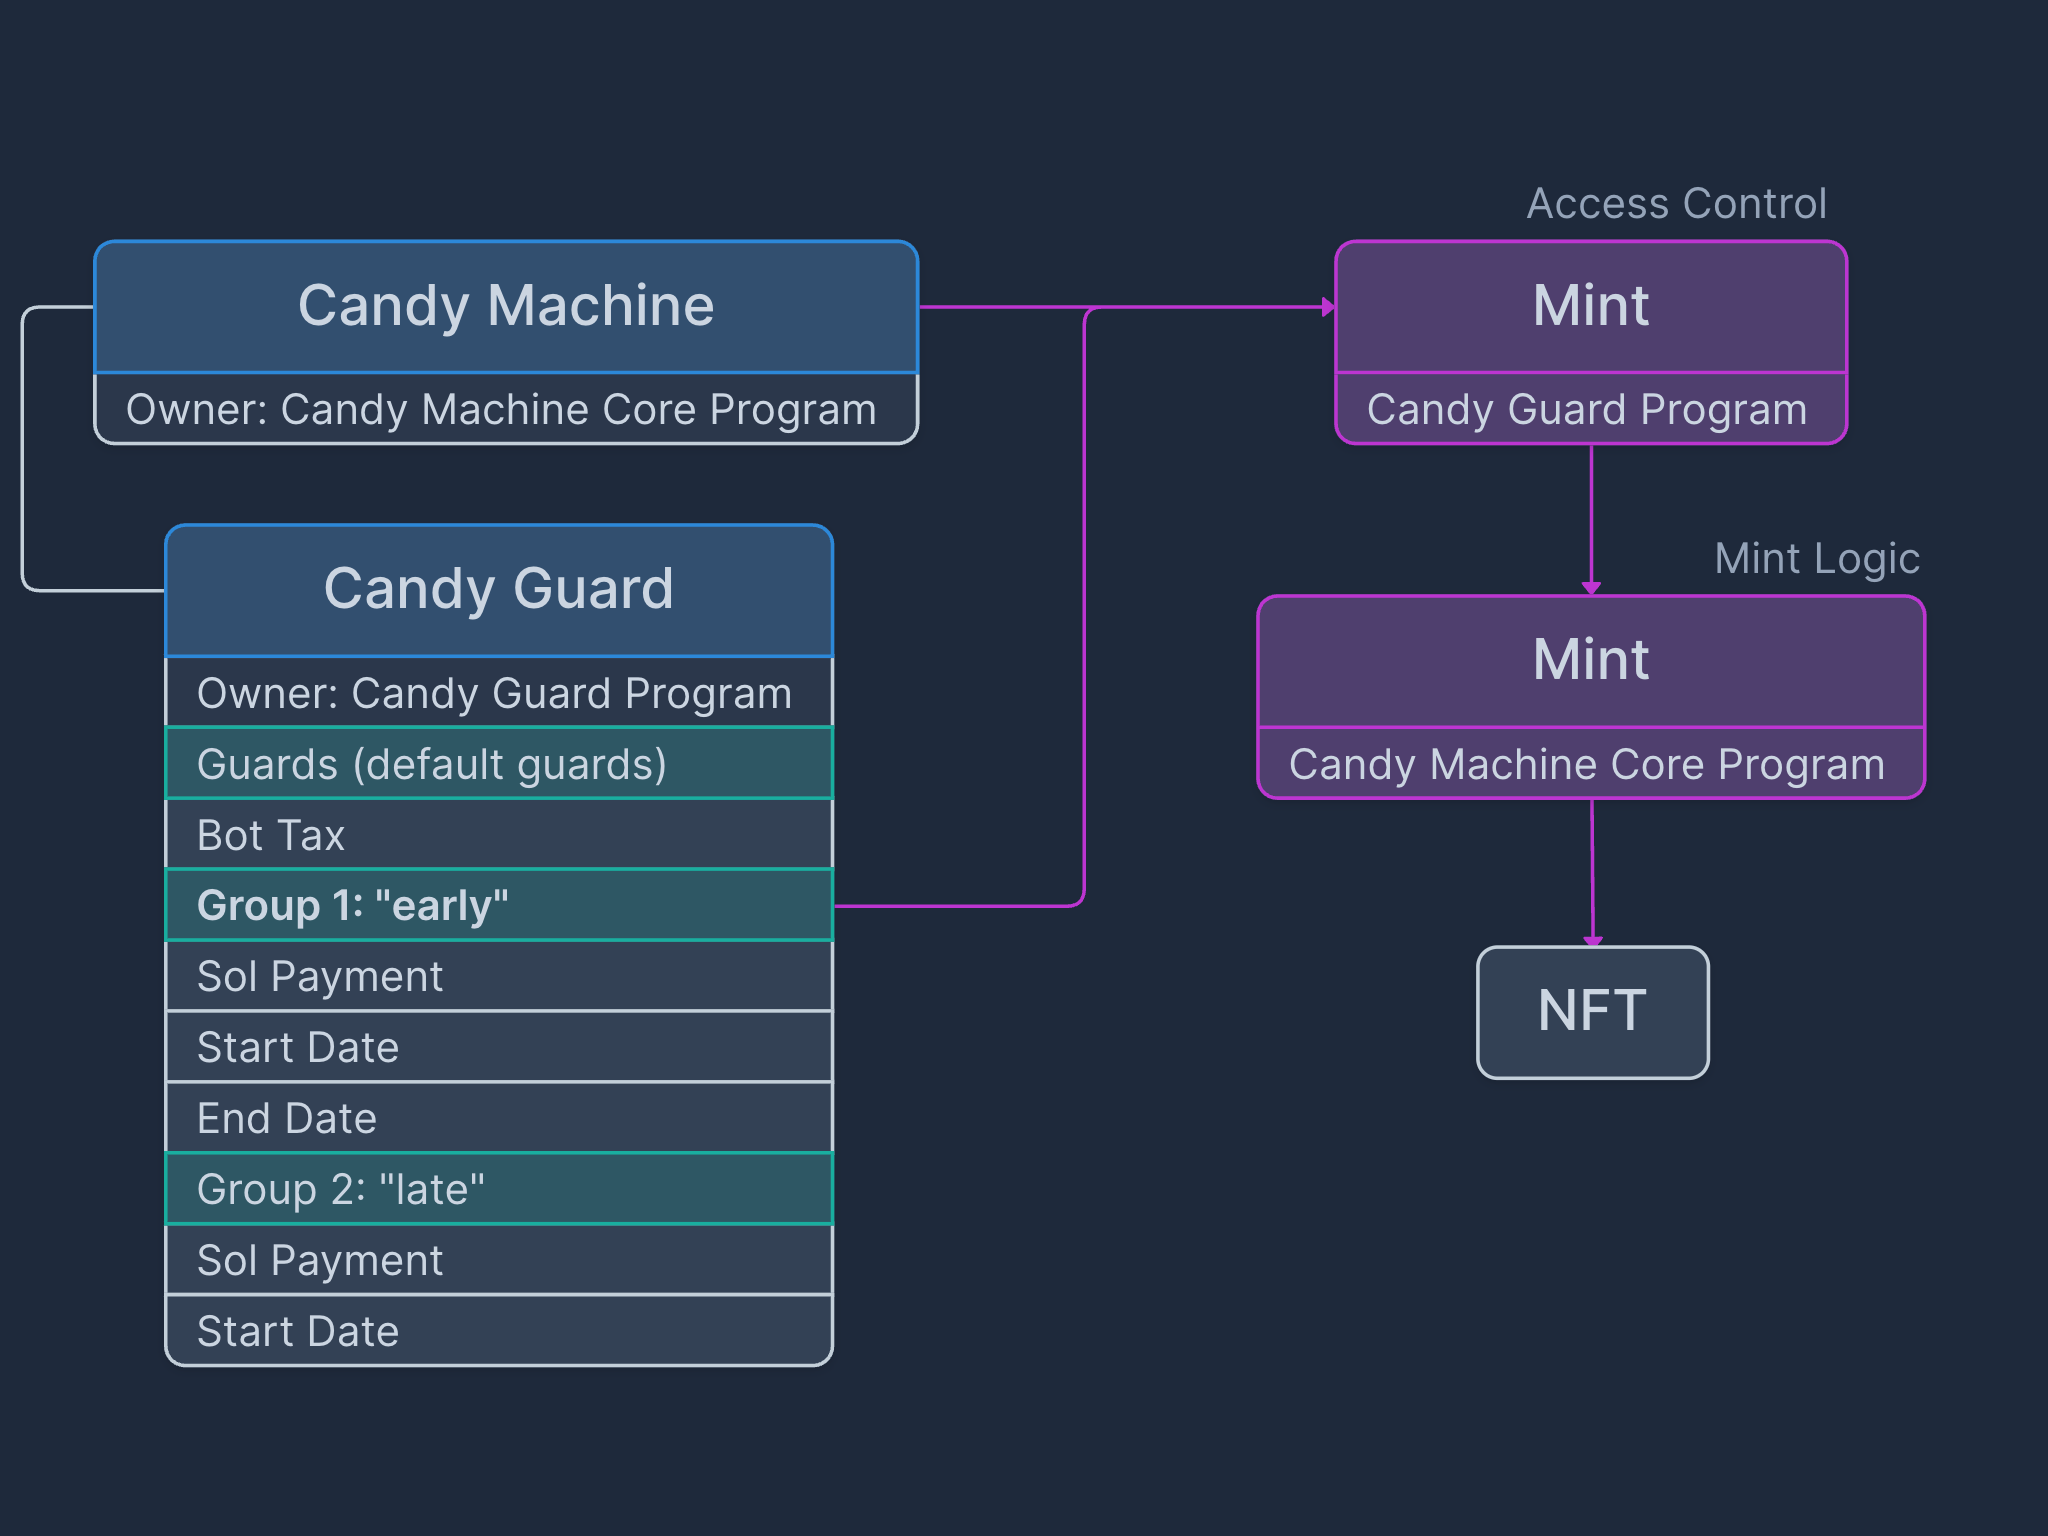 Candy Machine
Owner: Candy Machine Core Program
Candy Guard
Owner: Candy Guard Program
Guards (default guards)
Bot Tax
Group 1: "early"
Sol Payment
Start Date
End Date
Group 2: "late"
Sol Payment
Start Date
Access Control
Mint
Candy Guard Program
Mint Logic
Mint
Candy Machine Core Program
NFT